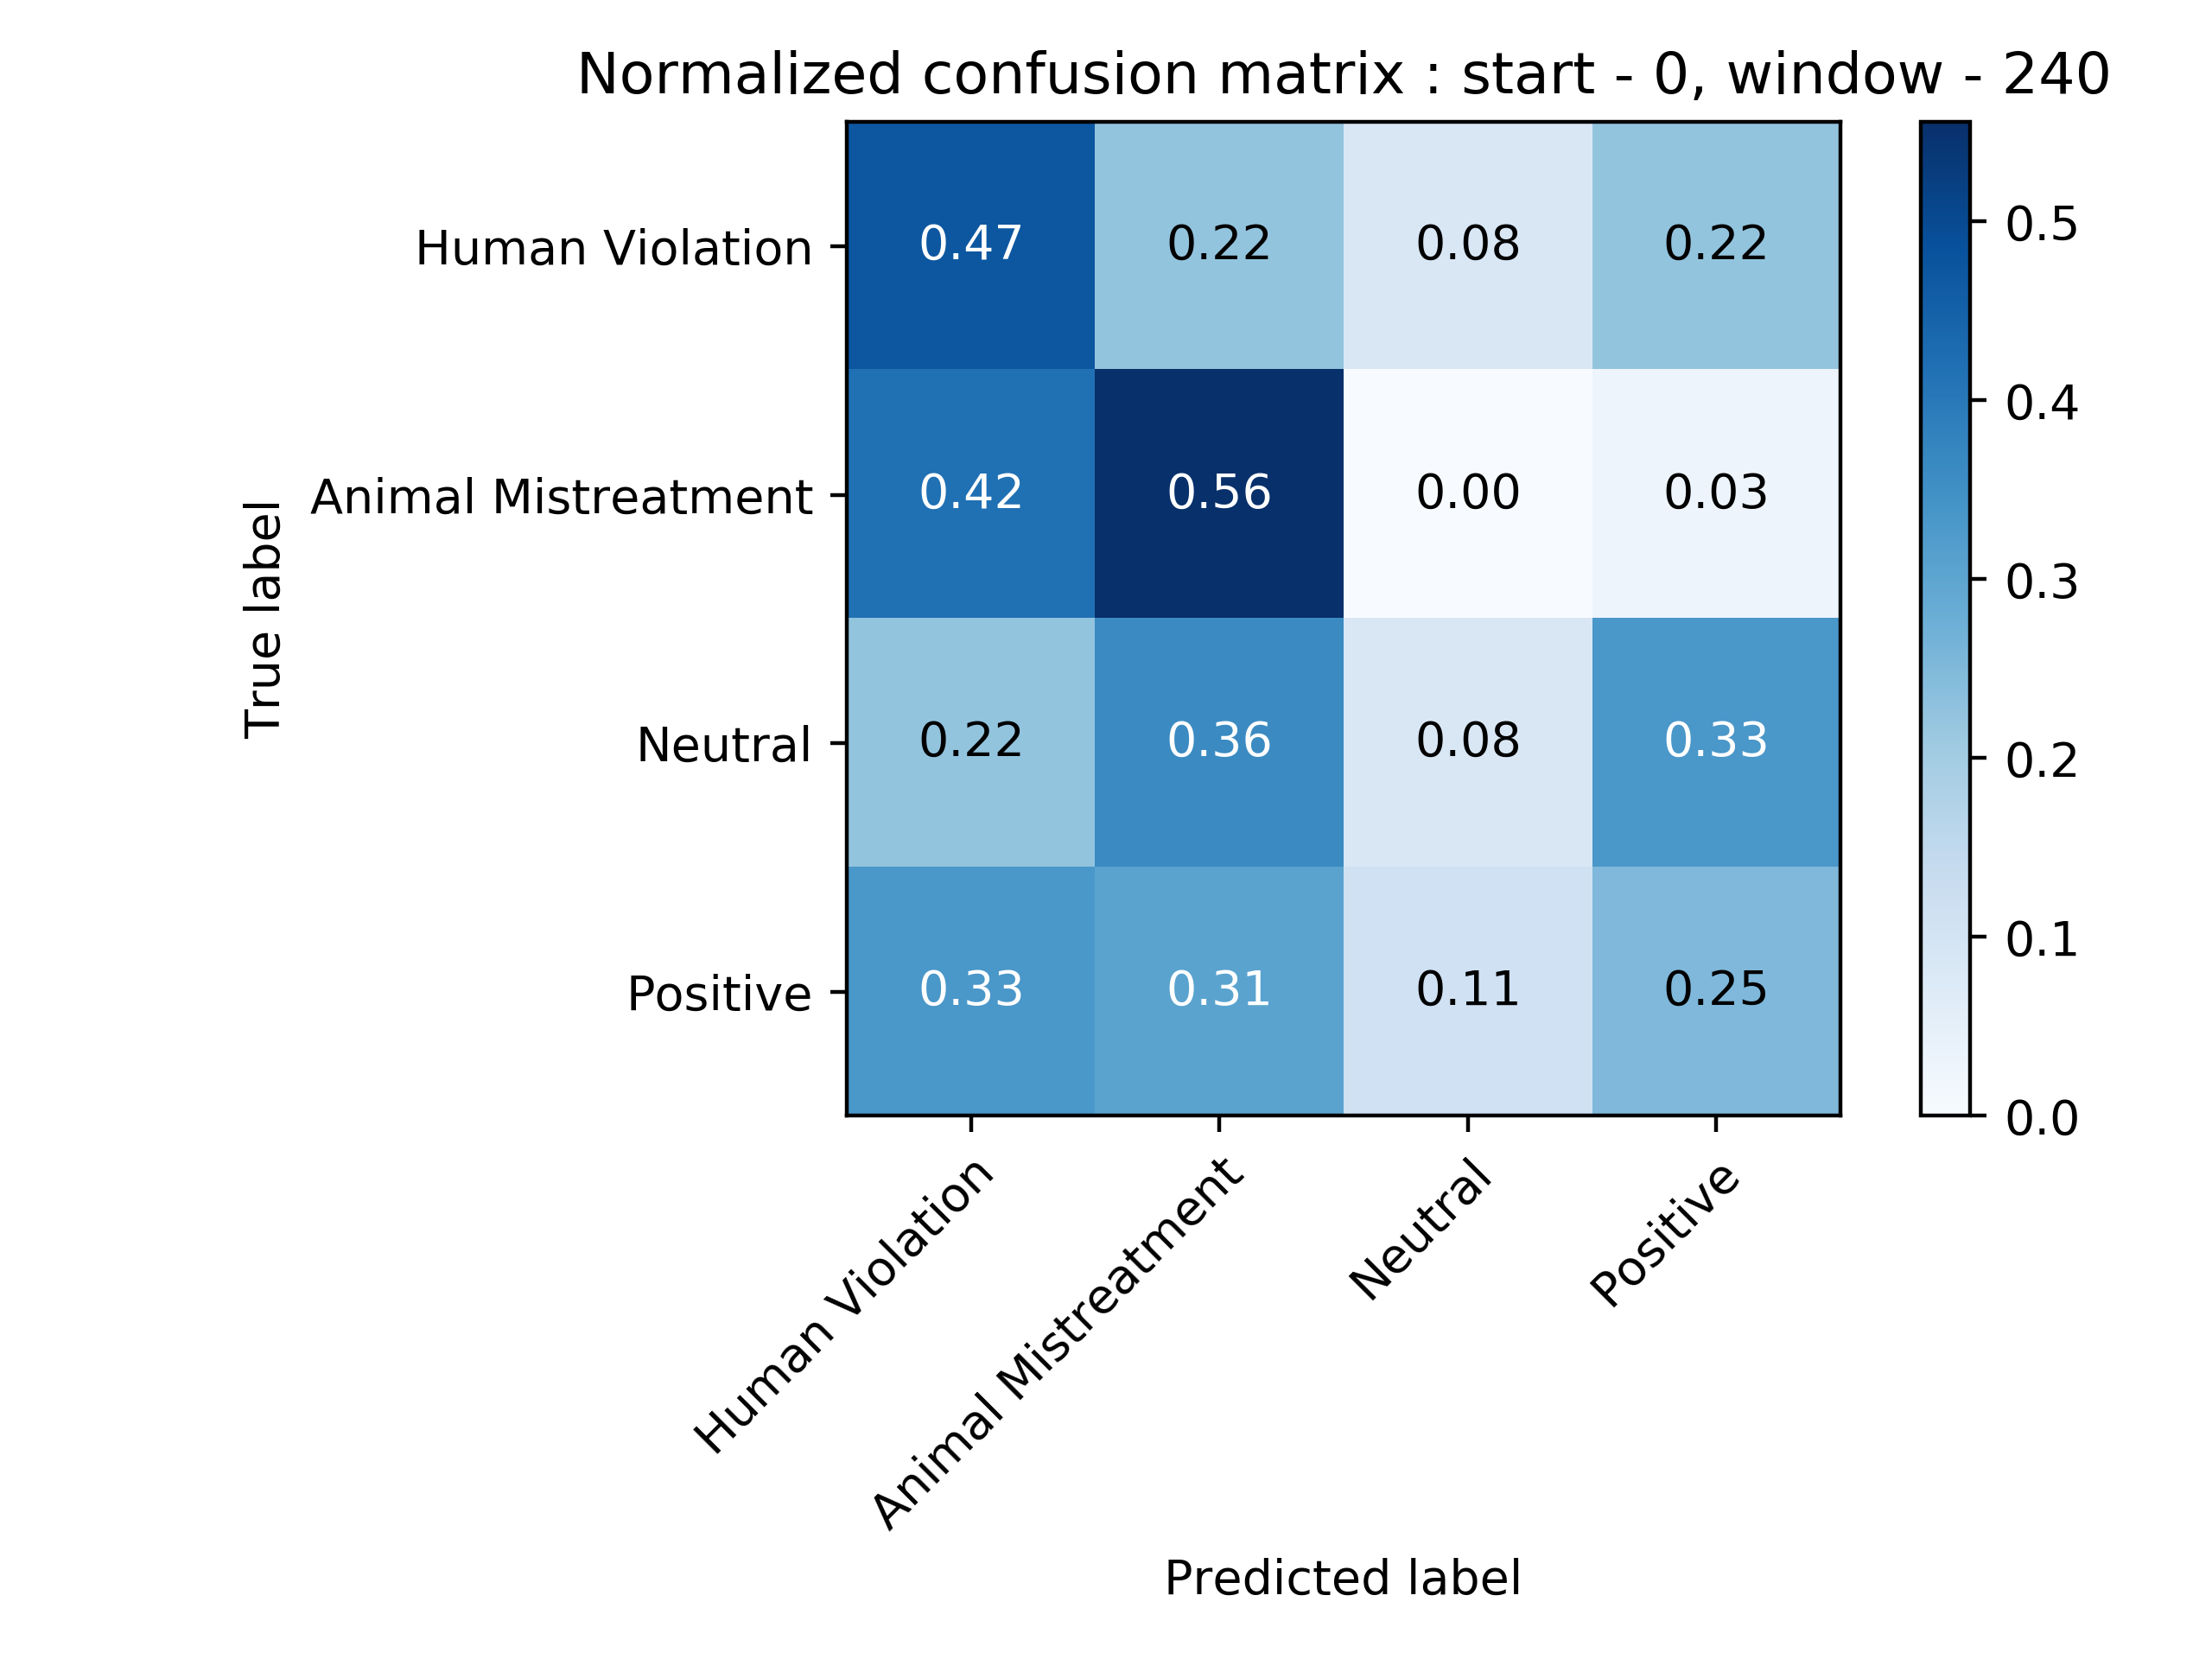 Normalized confusion matrix : start - 0, window - 240
True label
Human Violation
0.47 0.22 0.08 0.22
Animal Mistreatment
0.42 0.56 0.00 0.03
Neutral
0.22 0.36 0.08 0.33
Positive
0.33 0.31 0.11 0.25
Human Violation
Animal Mistreatment
Neutral
Positive
Predicted label
0.5
0.4
0.3
0.2
0.1
0.0